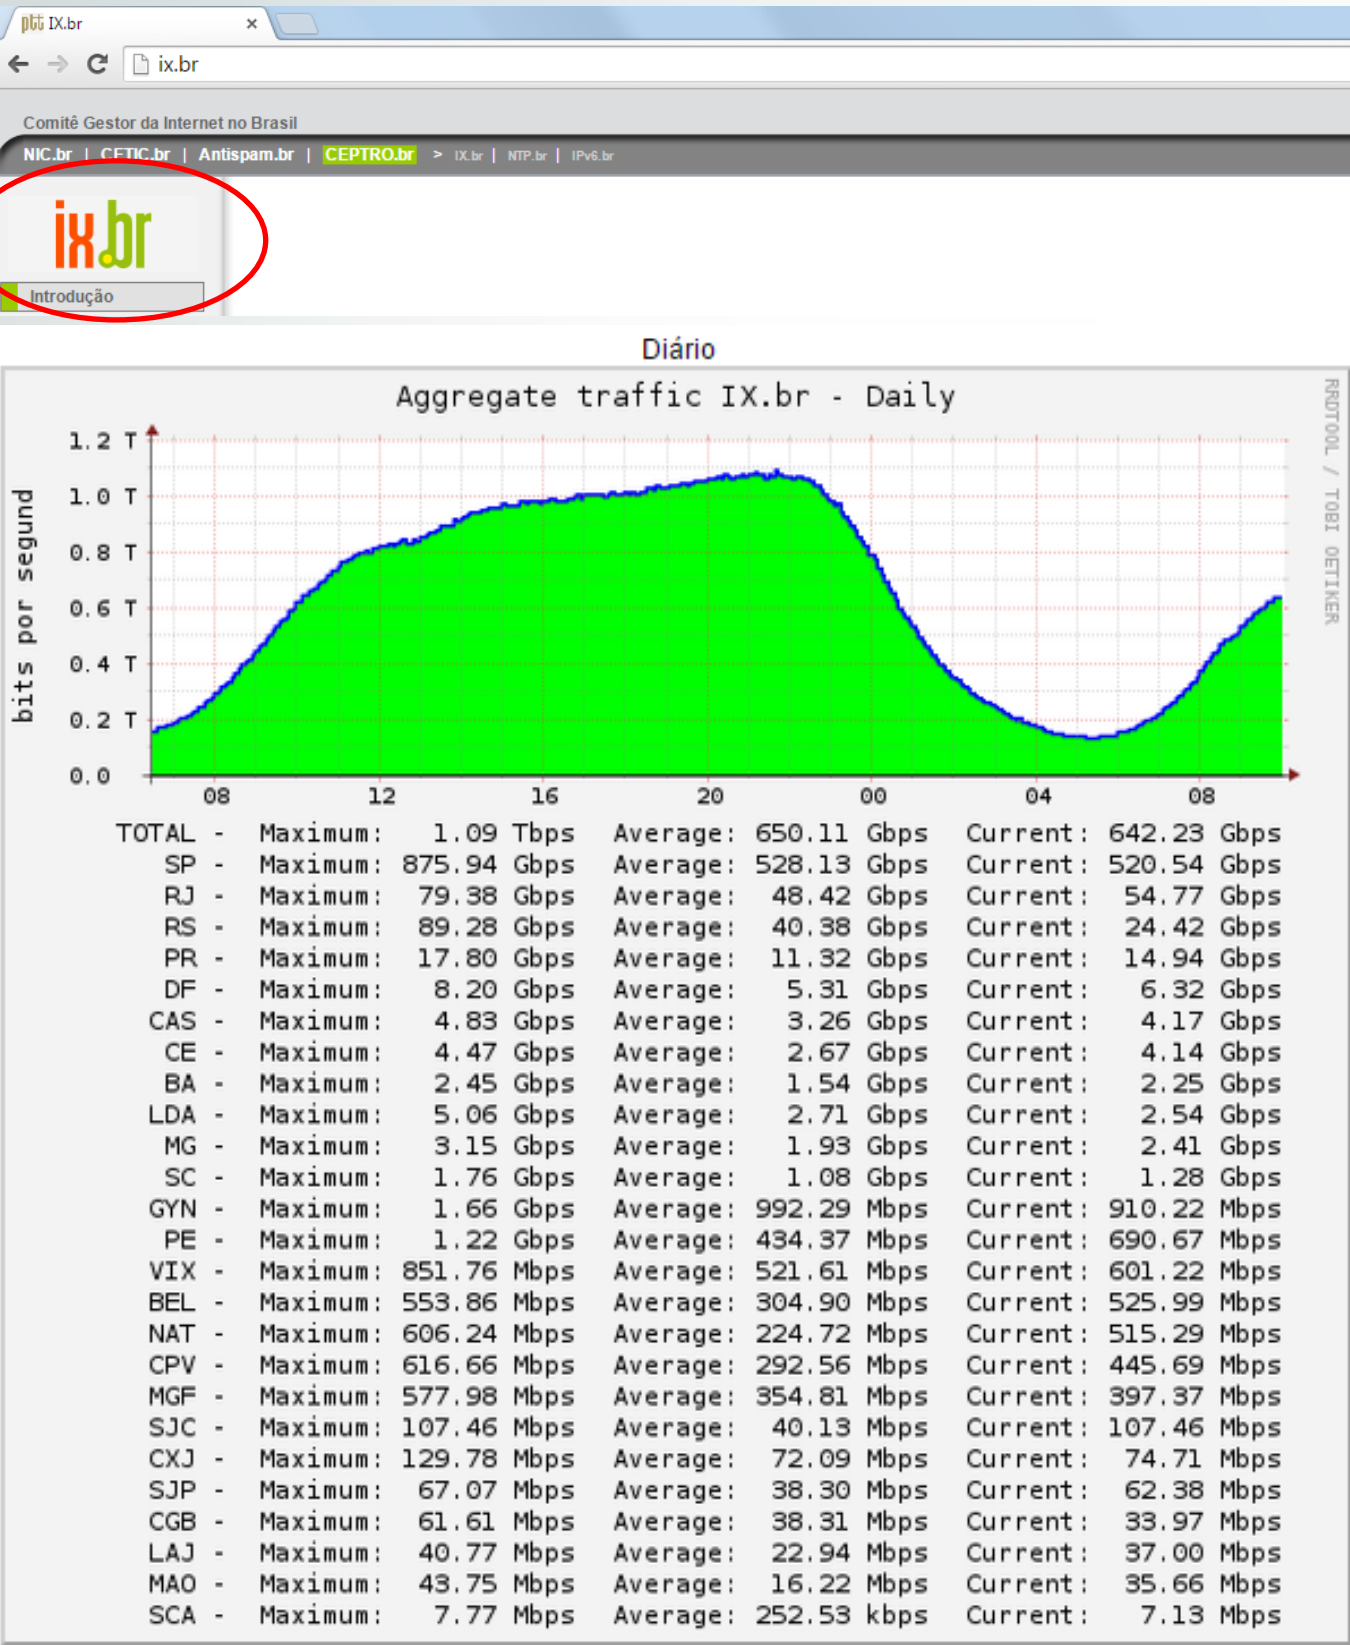 ptt IX.br
ix.br
Comitê Gestor da Internet no Brasil
NIC.br | CETIC.br | Antispam.br | CEPTRO.br > IX.br | NTP.br | IPv6.br
ix.br
Introdução
Diário
Aggregate traffic IX.br - Daily
RRDTOOL / TOBI OETIKER
bits por segund
1.2 T
1.0 T
0.8 T
0.6 T
0.4 T
0.2 T
0.0
08 12 16 20 00 04 08
TOTAL - Maximum: 1.09 Tbps Average: 650.11 Gbps Current: 642.23 Gbps
SP - Maximum: 875.94 Gbps Average: 528.13 Gbps Current: 520.54 Gbps
RJ - Maximum: 79.38 Gbps Average: 48.42 Gbps Current: 54.77 Gbps
RS - Maximum: 89.28 Gbps Average: 40.38 Gbps Current: 24.42 Gbps
PR - Maximum: 17.80 Gbps Average: 11.32 Gbps Current: 14.94 Gbps
DF - Maximum: 8.20 Gbps Average: 5.31 Gbps Current: 6.32 Gbps
CAS - Maximum: 4.83 Gbps Average: 3.26 Gbps Current: 4.17 Gbps
CE - Maximum: 4.47 Gbps Average: 2.67 Gbps Current: 4.14 Gbps
BA - Maximum: 2.45 Gbps Average: 1.54 Gbps Current: 2.25 Gbps
LDA - Maximum: 5.06 Gbps Average: 2.71 Gbps Current: 2.54 Gbps
MG - Maximum: 3.15 Gbps Average: 1.93 Gbps Current: 2.41 Gbps
SC - Maximum: 1.76 Gbps Average: 1.08 Gbps Current: 1.28 Gbps
GYN - Maximum: 1.66 Gbps Average: 992.29 Mbps Current: 910.22 Mbps
PE - Maximum: 1.22 Gbps Average: 434.37 Mbps Current: 690.67 Mbps
VIX - Maximum: 851.76 Mbps Average: 521.61 Mbps Current: 601.22 Mbps
BEL - Maximum: 553.86 Mbps Average: 304.90 Mbps Current: 525.99 Mbps
NAT - Maximum: 606.24 Mbps Average: 224.72 Mbps Current: 515.29 Mbps
CPV - Maximum: 616.66 Mbps Average: 292.56 Mbps Current: 445.69 Mbps
MGF - Maximum: 577.98 Mbps Average: 354.81 Mbps Current: 397.37 Mbps
SJC - Maximum: 107.46 Mbps Average: 40.13 Mbps Current: 107.46 Mbps
CXJ - Maximum: 129.78 Mbps Average: 72.09 Mbps Current: 74.71 Mbps
SJP - Maximum: 67.07 Mbps Average: 38.30 Mbps Current: 62.38 Mbps
CGB - Maximum: 61.61 Mbps Average: 38.31 Mbps Current: 33.97 Mbps
LAJ - Maximum: 40.77 Mbps Average: 22.94 Mbps Current: 37.00 Mbps
MAO - Maximum: 43.75 Mbps Average: 16.22 Mbps Current: 35.66 Mbps
SCA - Maximum: 7.77 Mbps Average: 252.53 kbps Current: 7.13 Mbps